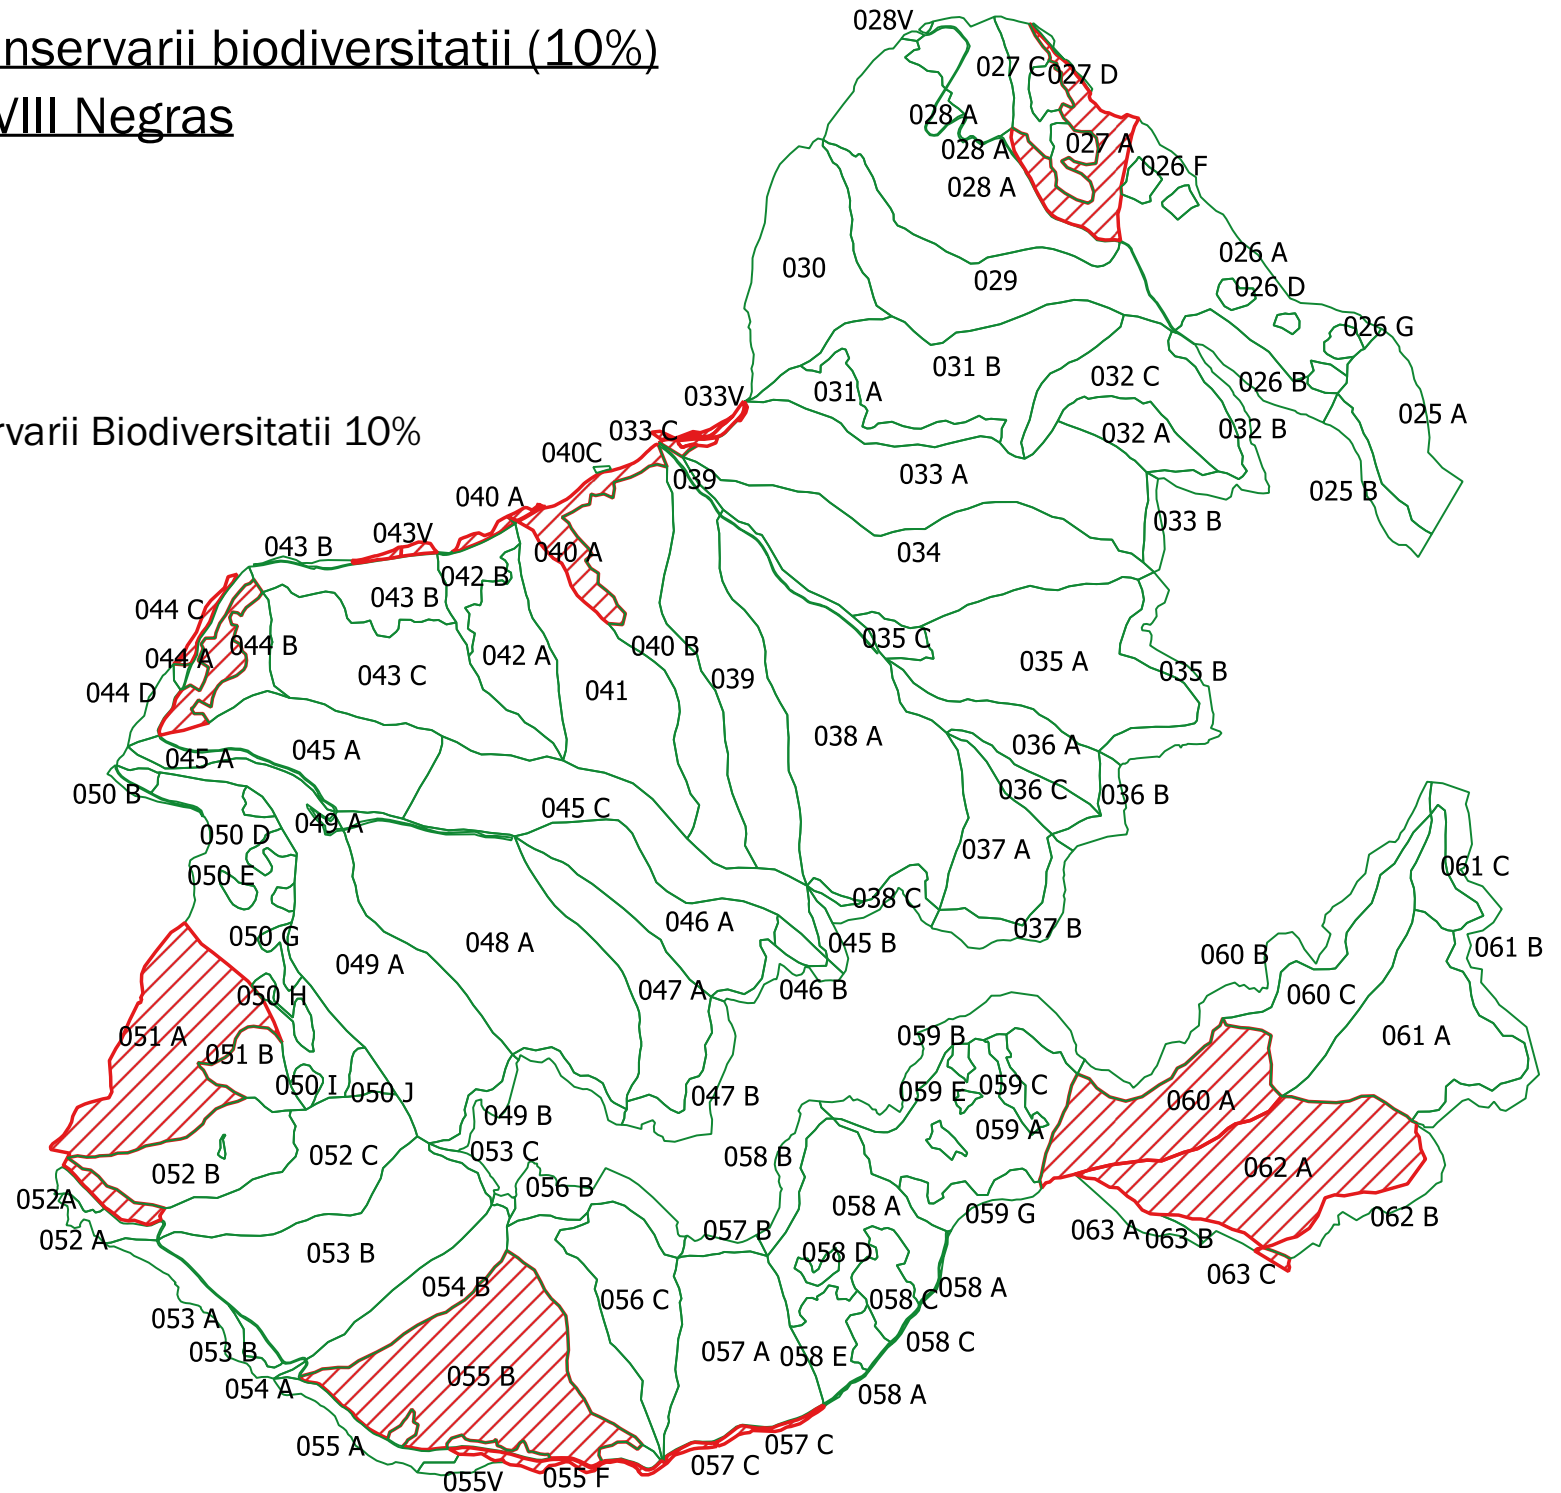 nservarii biodiversitatii (10%)
VIII Negras
rvarii Biodiversitatii 10%
028V
027 C
027 D
028 A
027 A
028 A
026 F
028 A
026 A
030
029
026 D
026 G
031 B
032 C
026 B
031 A
033V
025 A
033 C
032 A
032 B
040C
039
033 A
040 A
025 B
033 B
043V
043 B
040 A
034
042 B
043 B
044 C
044 B
040 B
035 C
042 A
044 A
035 A
035 B
043 C
039
044 D
041
038 A
036 A
045 A
045 A
050 B
036 C
036 B
045 C
049 A
050 D
037 A
050 E
061 C
038 C
046 A
037 B
050 G
048 A
045 B
061 B
060 B
049 A
050 H
047 A
046 B
060 C
051 A
059 B
061 A
051 B
050 I
050 J
059 E
059 C
047 B
060 A
049 B
059 A
053 C
052 C
058 B
052 B
062 A
056 B
052A
058 A
059 G
062 B
057 B
063 A
063 B
052 A
053 B
058 D
063 C
054 B
058 A
056 C
058 C
053 A
058 C
053 B
057 A
058 E
055 B
054 A
058 A
055 A
057 C
057 C
055V
055 F